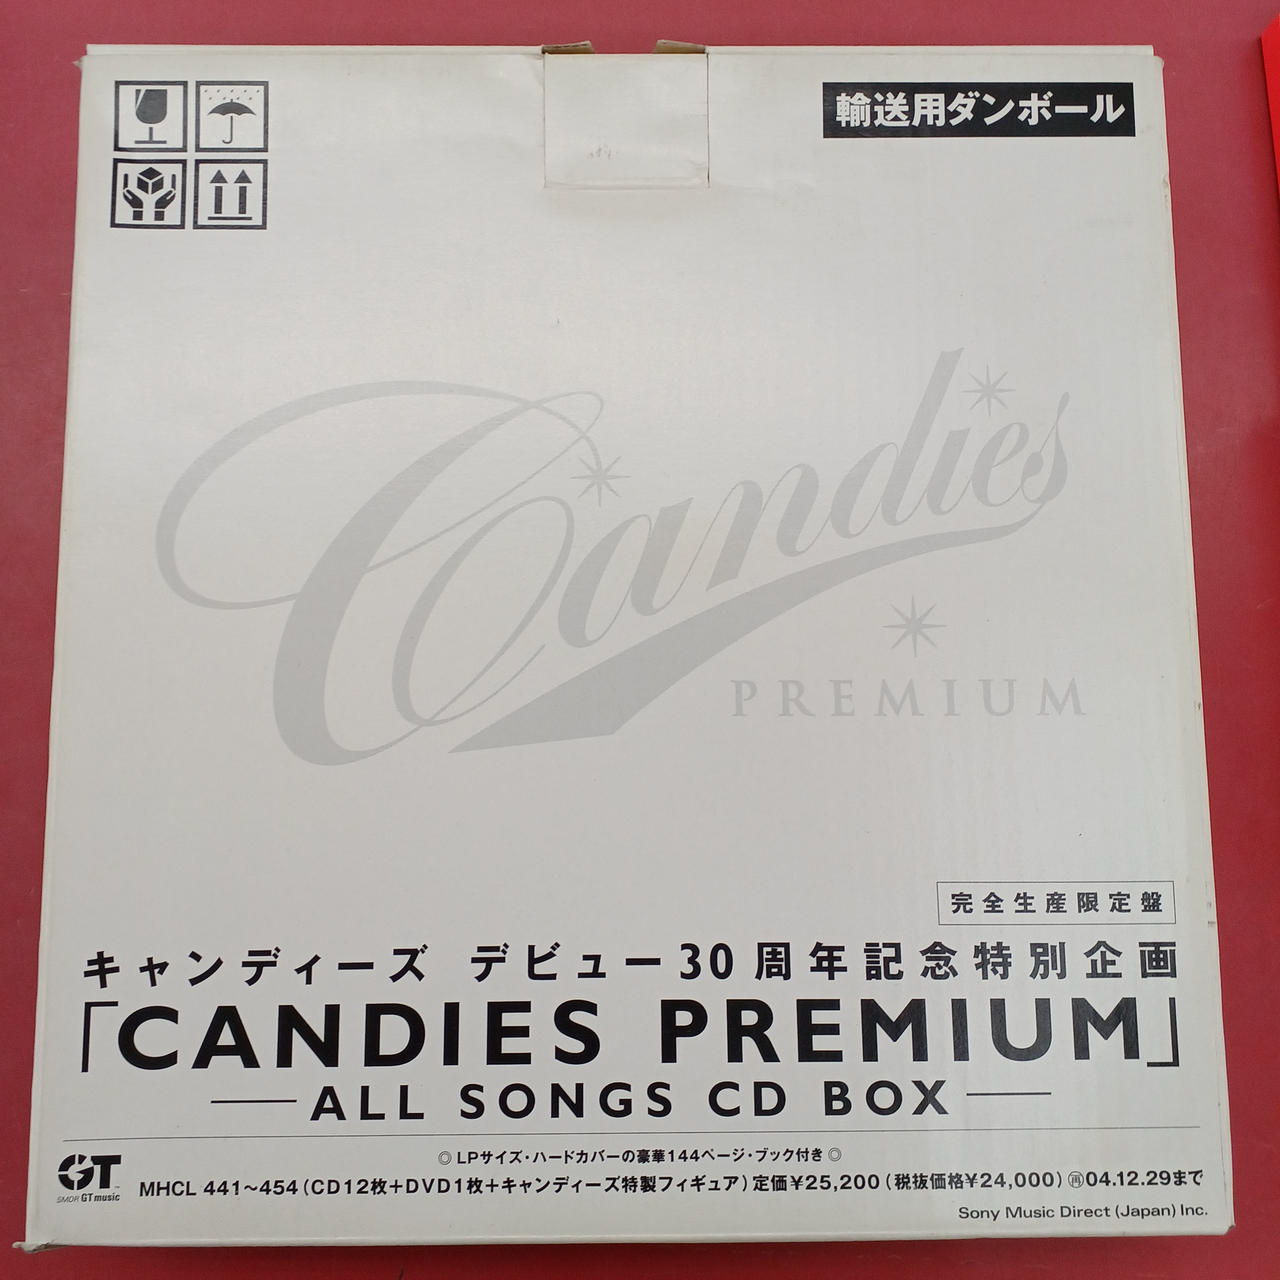 輸送用ダンボール
Candies
PREMIUM
完全生産限定盤
キャンディーズ デビュー30周年記念特別企画
「CANDIES PREMIUM」
ALL SONGS CD BOX
◎LPサイズ・ハードカバーの豪華144ページ・ブック付き◎
GT™
SMDR GT music
MHCL 441~454(CD12枚+DVD1枚+キャンディーズ特製フィギュア)定価¥25,200(税抜価格¥24,000)㊢04.12.29まで
Sony Music Direct (Japan) Inc.